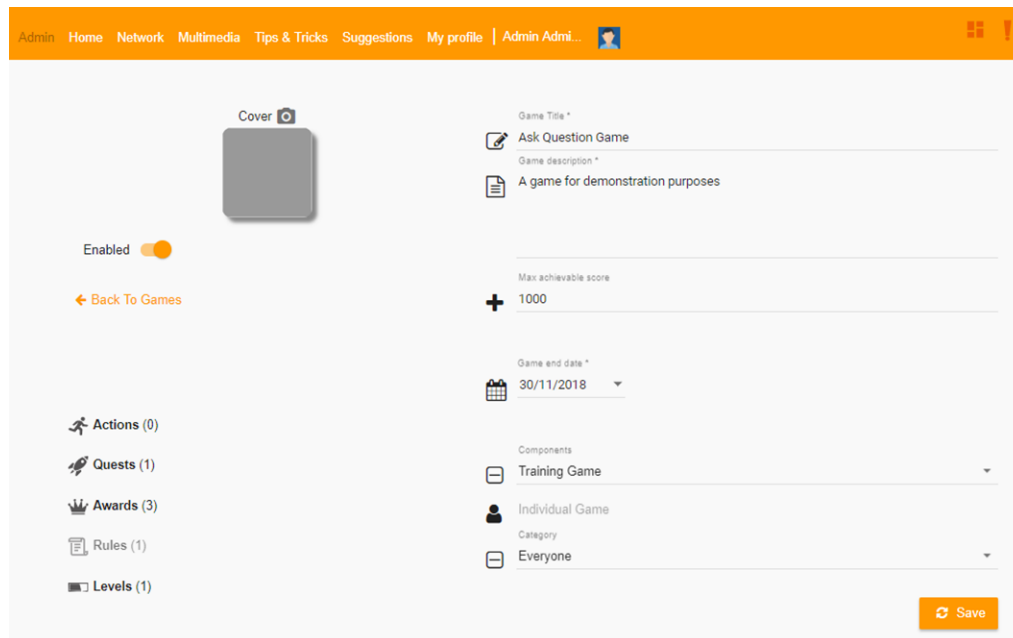 Admin Home Network Multimedia Tips & Tricks Suggestions My profile | Admin Admi...
Cover
Enabled
Back To Games
Actions (0)
Quests (1)
Awards (3)
Rules (1)
Levels (1)
Game Title *
Ask Question Game
Game description *
A game for demonstration purposes
Max achievable score
1000
Game end date *
30/11/2018
Components
Training Game
Individual Game
Category
Everyone
Save